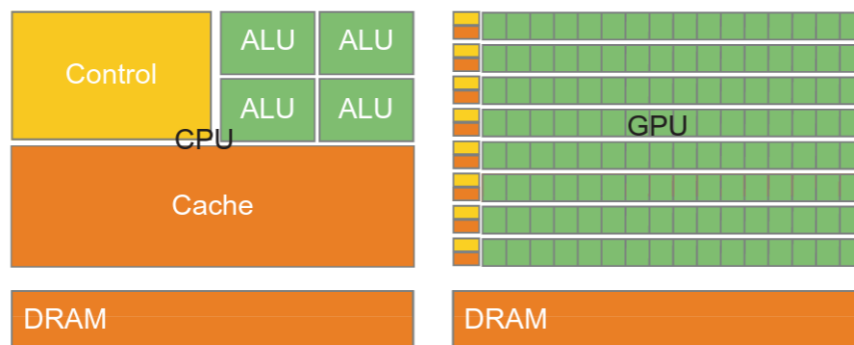 Control
ALU ALU
ALU ALU
CPU
Cache
DRAM
GPU
DRAM